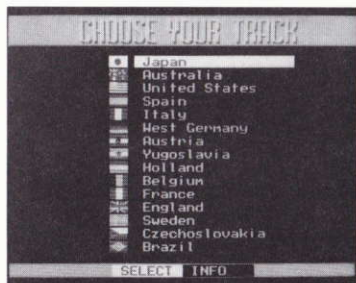 CHOOSE YOUR TRACK
Japan
Australia
United States
Spain
Italy
West Germany
Austria
Yugoslavia
Holland
Belgium
France
England
Sweden
Czechoslovakia
Brazil
SELECT INFO